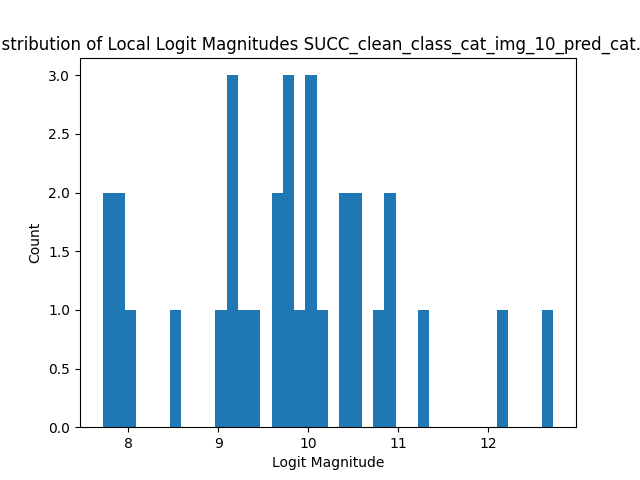 stribution of Local Logit Magnitudes SUCC_clean_class_cat_img_10_pred_cat.
3.0
2.5
2.0
1.5
1.0
0.5
0.0
Count
8 9 10 11 12
Logit Magnitude